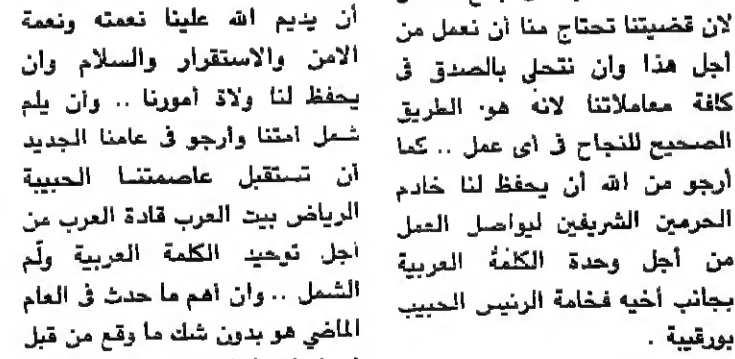 لان قضيتنا تحتاج منا أن نعمل من
أجل هذا وان نتحلى بالصدق فى
كافة معاملاتنا لانه هو الطريق
الصحيح للنجاح فى أى عمل .. كما
أرجو من الله أن يحفظ لنا خادم
الحرمين الشريفين ليواصل العمل
من أجل وحدة الكلمة العربية
بجانب أخيه فخامة الرئيس الحبيب
بورقيبة .
أن يديم الله علينا نعمته ونعمة
الامن والاستقرار والسلام وان
يحفظ لنا ولاة أمورنا .. وأن يلم
شمل امتنا وأرجو فى عامنا الجديد
أن تستقبل عاصمتنا الحبيبة
الرياض بيت العرب قادة العرب من
أجل توحيد الكلمة العربية ولّم
الشمل .. وان أهم ما حدث فى العام
الماضي هو بدون شك ما وقع من قبل